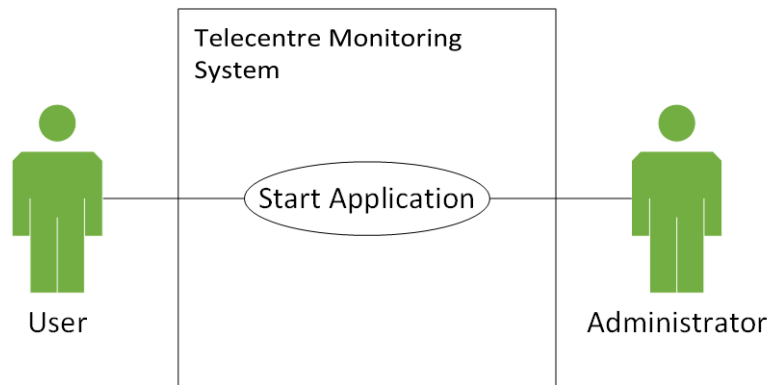 Telecentre Monitoring
System
Start Application
User
Administrator